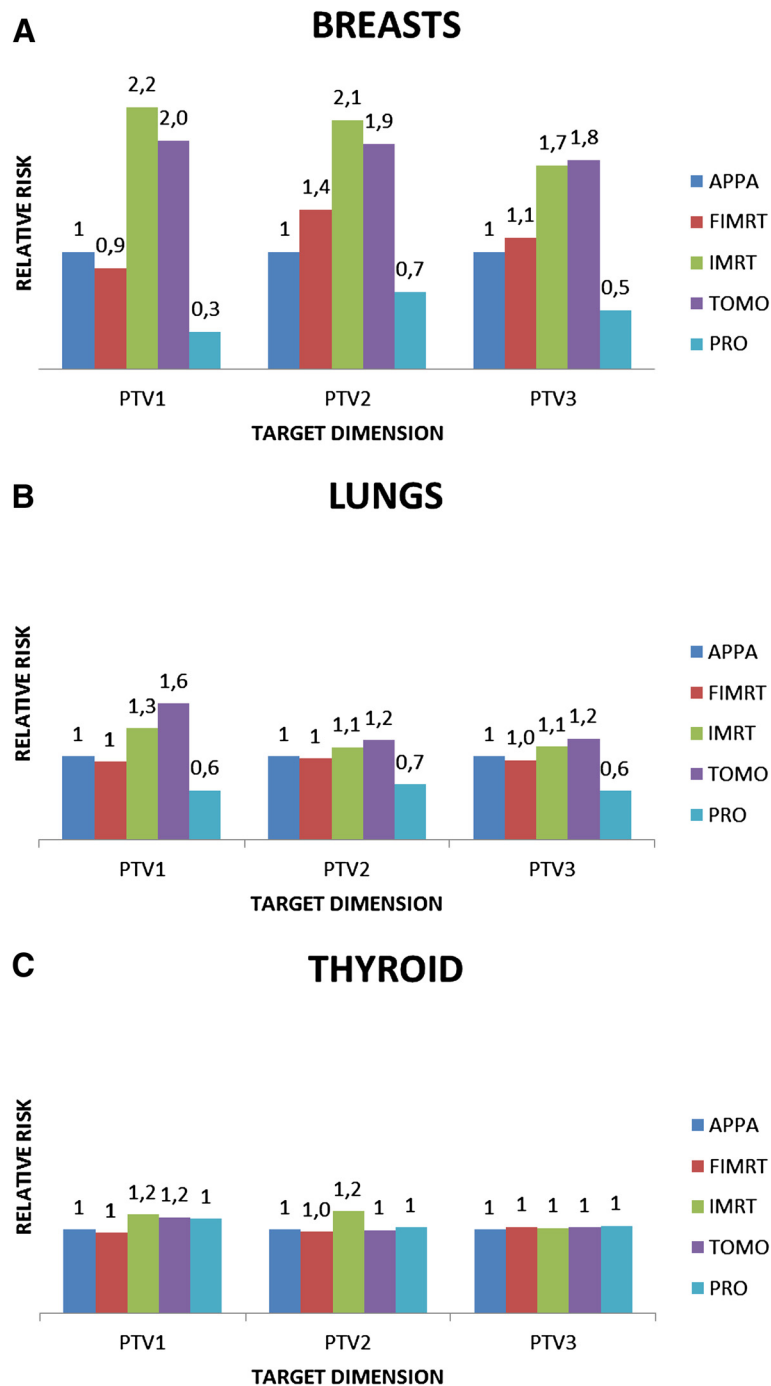 A
BREASTS
RELATIVE RISK
1
0,9
2,2
2,0
0,3
1
1,4
2,1
1,9
0,7
1
1,1
1,7
1,8
0,5
PTV1
PTV2
PTV3
TARGET DIMENSION
APPA
FIMRT
IMRT
TOMO
PRO
B
LUNGS
RELATIVE RISK
1
1
1,3
1,6
0,6
1
1
1,1
1,2
0,7
1
1,0
1,1
1,2
0,6
PTV1
PTV2
PTV3
TARGET DIMENSION
APPA
FIMRT
IMRT
TOMO
PRO
C
THYROID
RELATIVE RISK
1
1
1,2
1,2
1
1
1,0
1,2
1
1
1
1
1
1
1
PTV1
PTV2
PTV3
TARGET DIMENSION
APPA
FIMRT
IMRT
TOMO
PRO